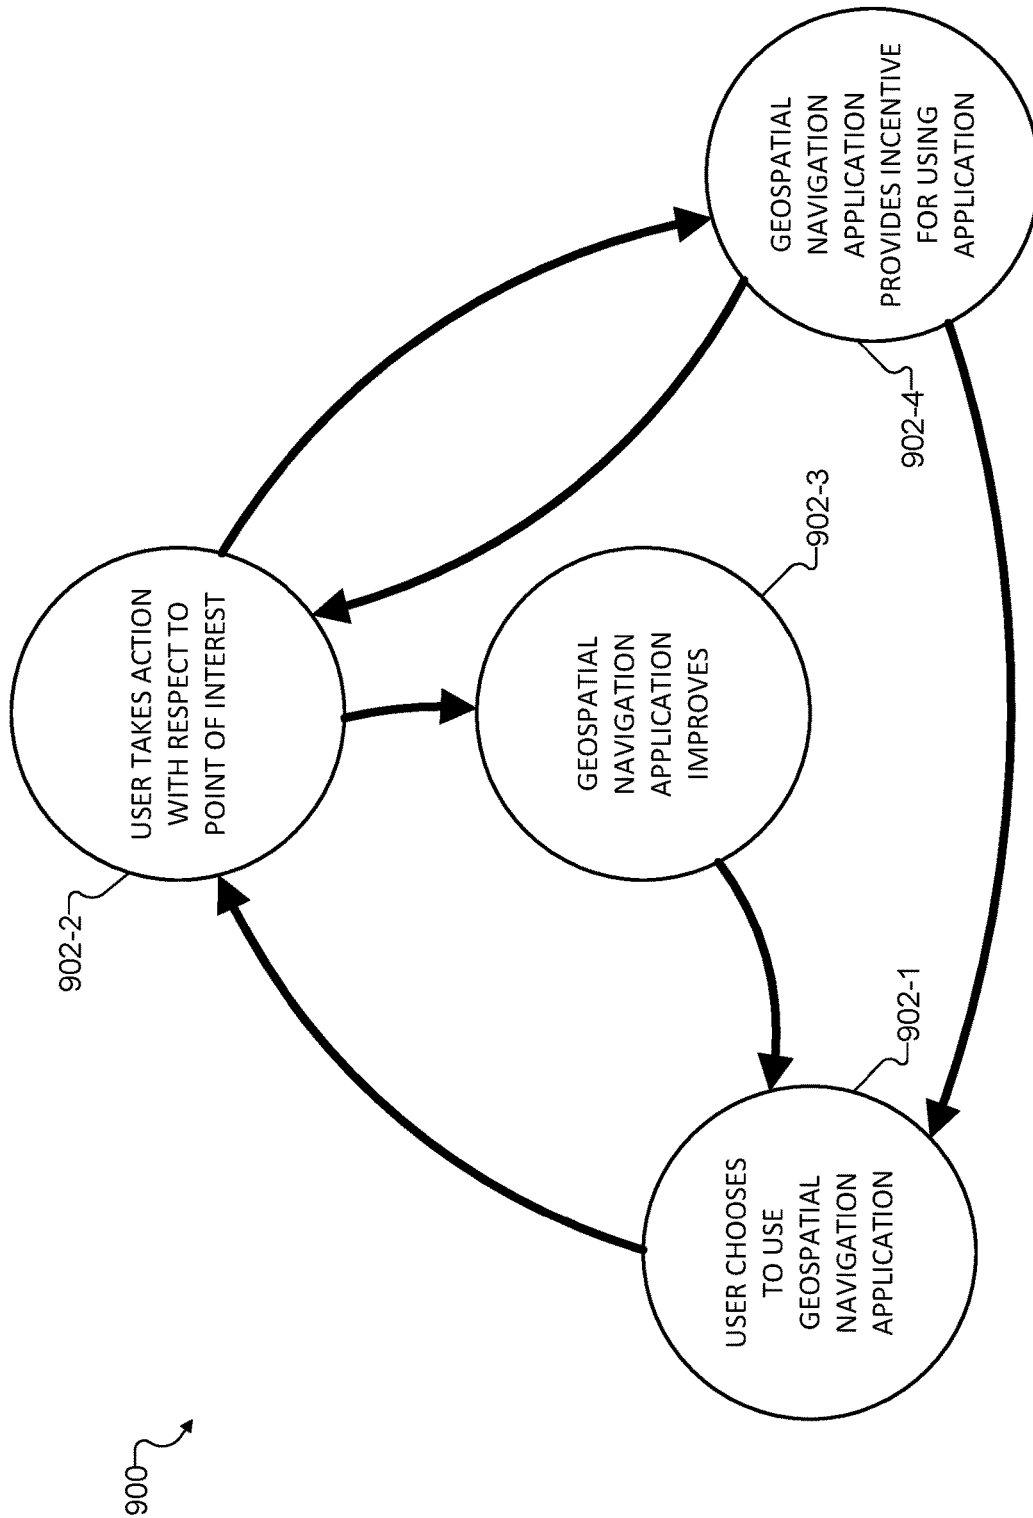 900
902-2
USER TAKES ACTION
WITH RESPECT TO
POINT OF INTEREST
USER CHOOSES
TO USE
GEOSPATIAL
NAVIGATION
APPLICATION
902-1
GEOSPATIAL
NAVIGATION
APPLICATION
IMPROVES
902-3
GEOSPATIAL
NAVIGATION
APPLICATION
PROVIDES INCENTIVE
FOR USING
APPLICATION
902-4